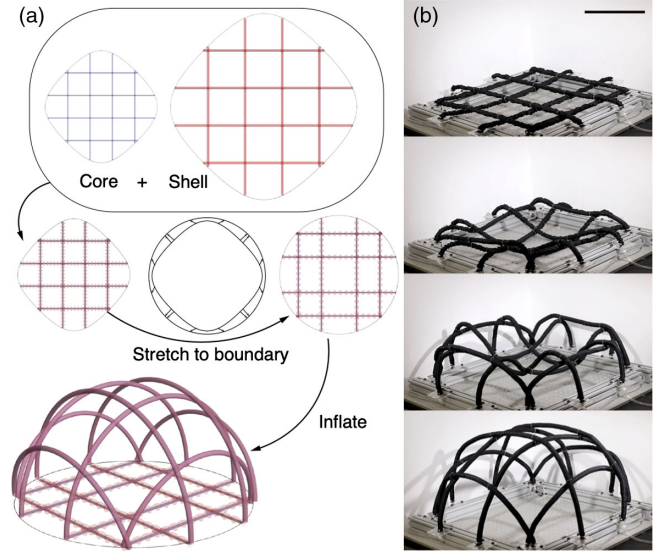 (a)
(b)
Core + Shell
Stretch to boundary
Inflate